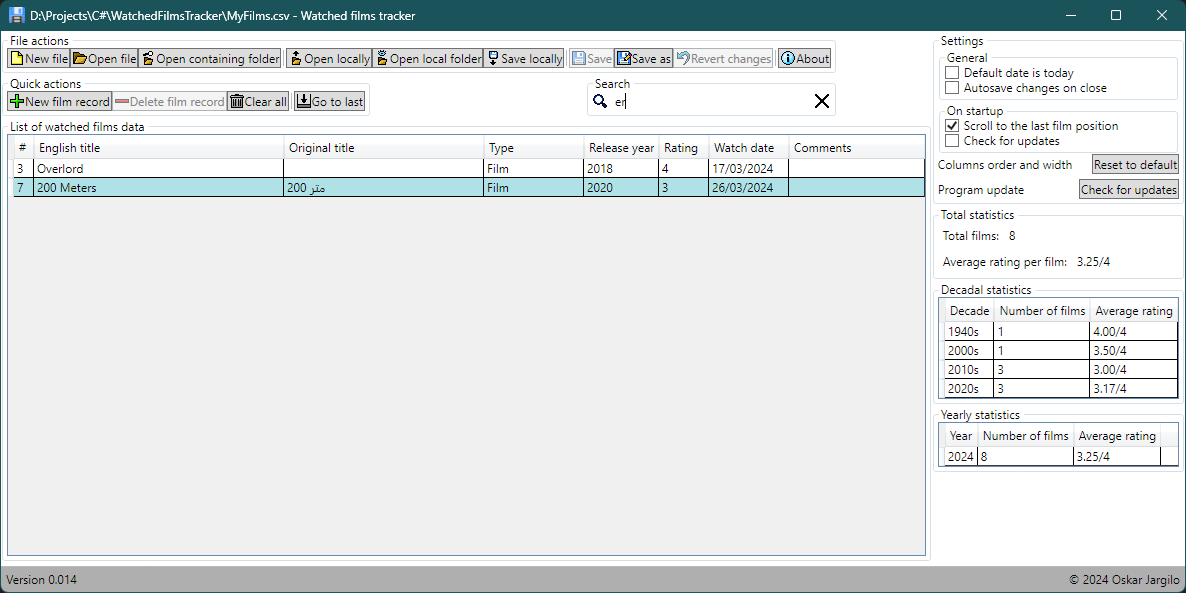 D:\Projects\C#\WatchedFilmsTracker\MyFilms.csv - Watched films tracker
File actions
New file Open file Open containing folder Open locally Open local folder Save locally Save Save as Revert changes About
Quick actions
New film record Delete film record Clear all Go to last
Search
er
List of watched films data
# English title Original title Type Release year Rating Watch date Comments
3 Overlord Film 2018 4 17/03/2024
7 200 Meters 200 متر Film 2020 3 26/03/2024
Settings
General
Default date is today
Autosave changes on close
On startup
Scroll to the last film position
Check for updates
Columns order and width Reset to default
Program update Check for updates
Total statistics
Total films: 8
Average rating per film: 3.25/4
Decadal statistics
Decade Number of films Average rating
1940s 1 4.00/4
2000s 1 3.50/4
2010s 3 3.00/4
2020s 3 3.17/4
Yearly statistics
Year Number of films Average rating
2024 8 3.25/4
Version 0.014
© 2024 Oskar Jargilo